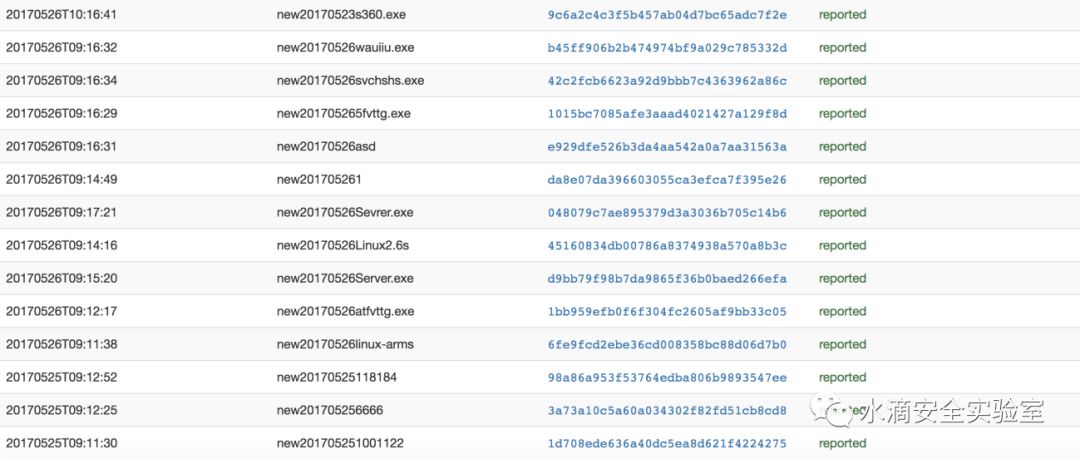 20170526T10:16:41 new20170523s360.exe 9c6a2c4c3f5b457ab04d7bc65adc7f2e reported
20170526T09:16:32 new20170526wauiiu.exe b45ff906b2b474974bf9a029c785332d reported
20170526T09:16:34 new20170526svchshs.exe 42c2fcb6623a92d9bbb7c4363962a86c reported
20170526T09:16:29 new201705265fvttg.exe 1015bc7085afe3aaad4021427a129f8d reported
20170526T09:16:31 new20170526asd e929dfe526b3da4aa542a0a7aa31563a reported
20170526T09:14:49 new201705261 da8e07da396603055ca3efca7f395e26 reported
20170526T09:17:21 new20170526Sevrer.exe 048079c7ae895379d3a3036b705c14b6 reported
20170526T09:14:16 new20170526Linux2.6s 45160834db00786a8374938a570a8b3c reported
20170526T09:15:20 new20170526Server.exe d9bb79f98b7da9865f36b0baed266efa reported
20170526T09:12:17 new20170526atfvttg.exe 1bb959efb0f6f304fc2605af9bb33c05 reported
20170526T09:11:38 new20170526linux-arms 6fe9fcd2ebe36cd008358bc88d06d7b0 reported
20170525T09:12:52 new20170525118184 98a86a953f53764edba806b9893547ee reported
20170525T09:12:25 new201705256666 3a73a10c5a60a034302f82fd51cb8cd8 reported
水滴安全实验室
20170525T09:11:30 new201705251001122 1d708ede636a40dc5ea8d621f4224275 reported